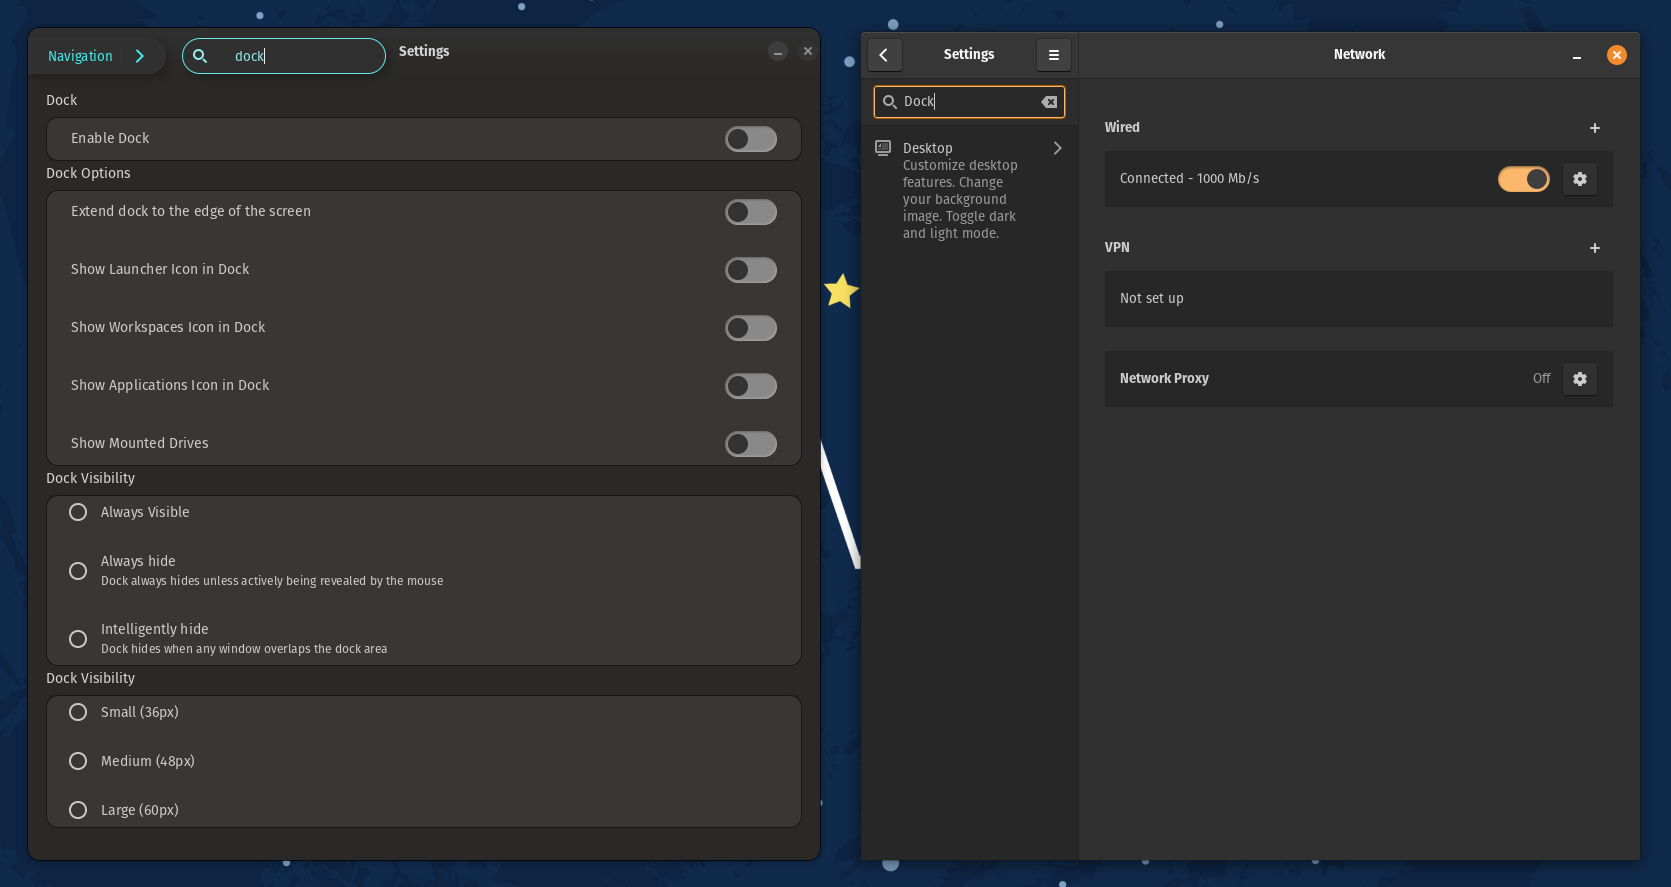 Navigation
dock
Settings
Dock
Enable Dock
Dock Options
Extend dock to the edge of the screen
Show Launcher Icon in Dock
Show Workspaces Icon in Dock
Show Applications Icon in Dock
Show Mounted Drives
Dock Visibility
Always Visible
Always hide
Dock always hides unless actively being revealed by the mouse
Intelligently hide
Dock hides when any window overlaps the dock area
Dock Visibility
Small (36px)
Medium (48px)
Large (60px)
Settings
Dock
Desktop
Customize desktop
features. Change
your background
image. Toggle dark
and light mode.
Network
Wired
Connected - 1000 Mb/s
VPN
Not set up
Network Proxy
Off